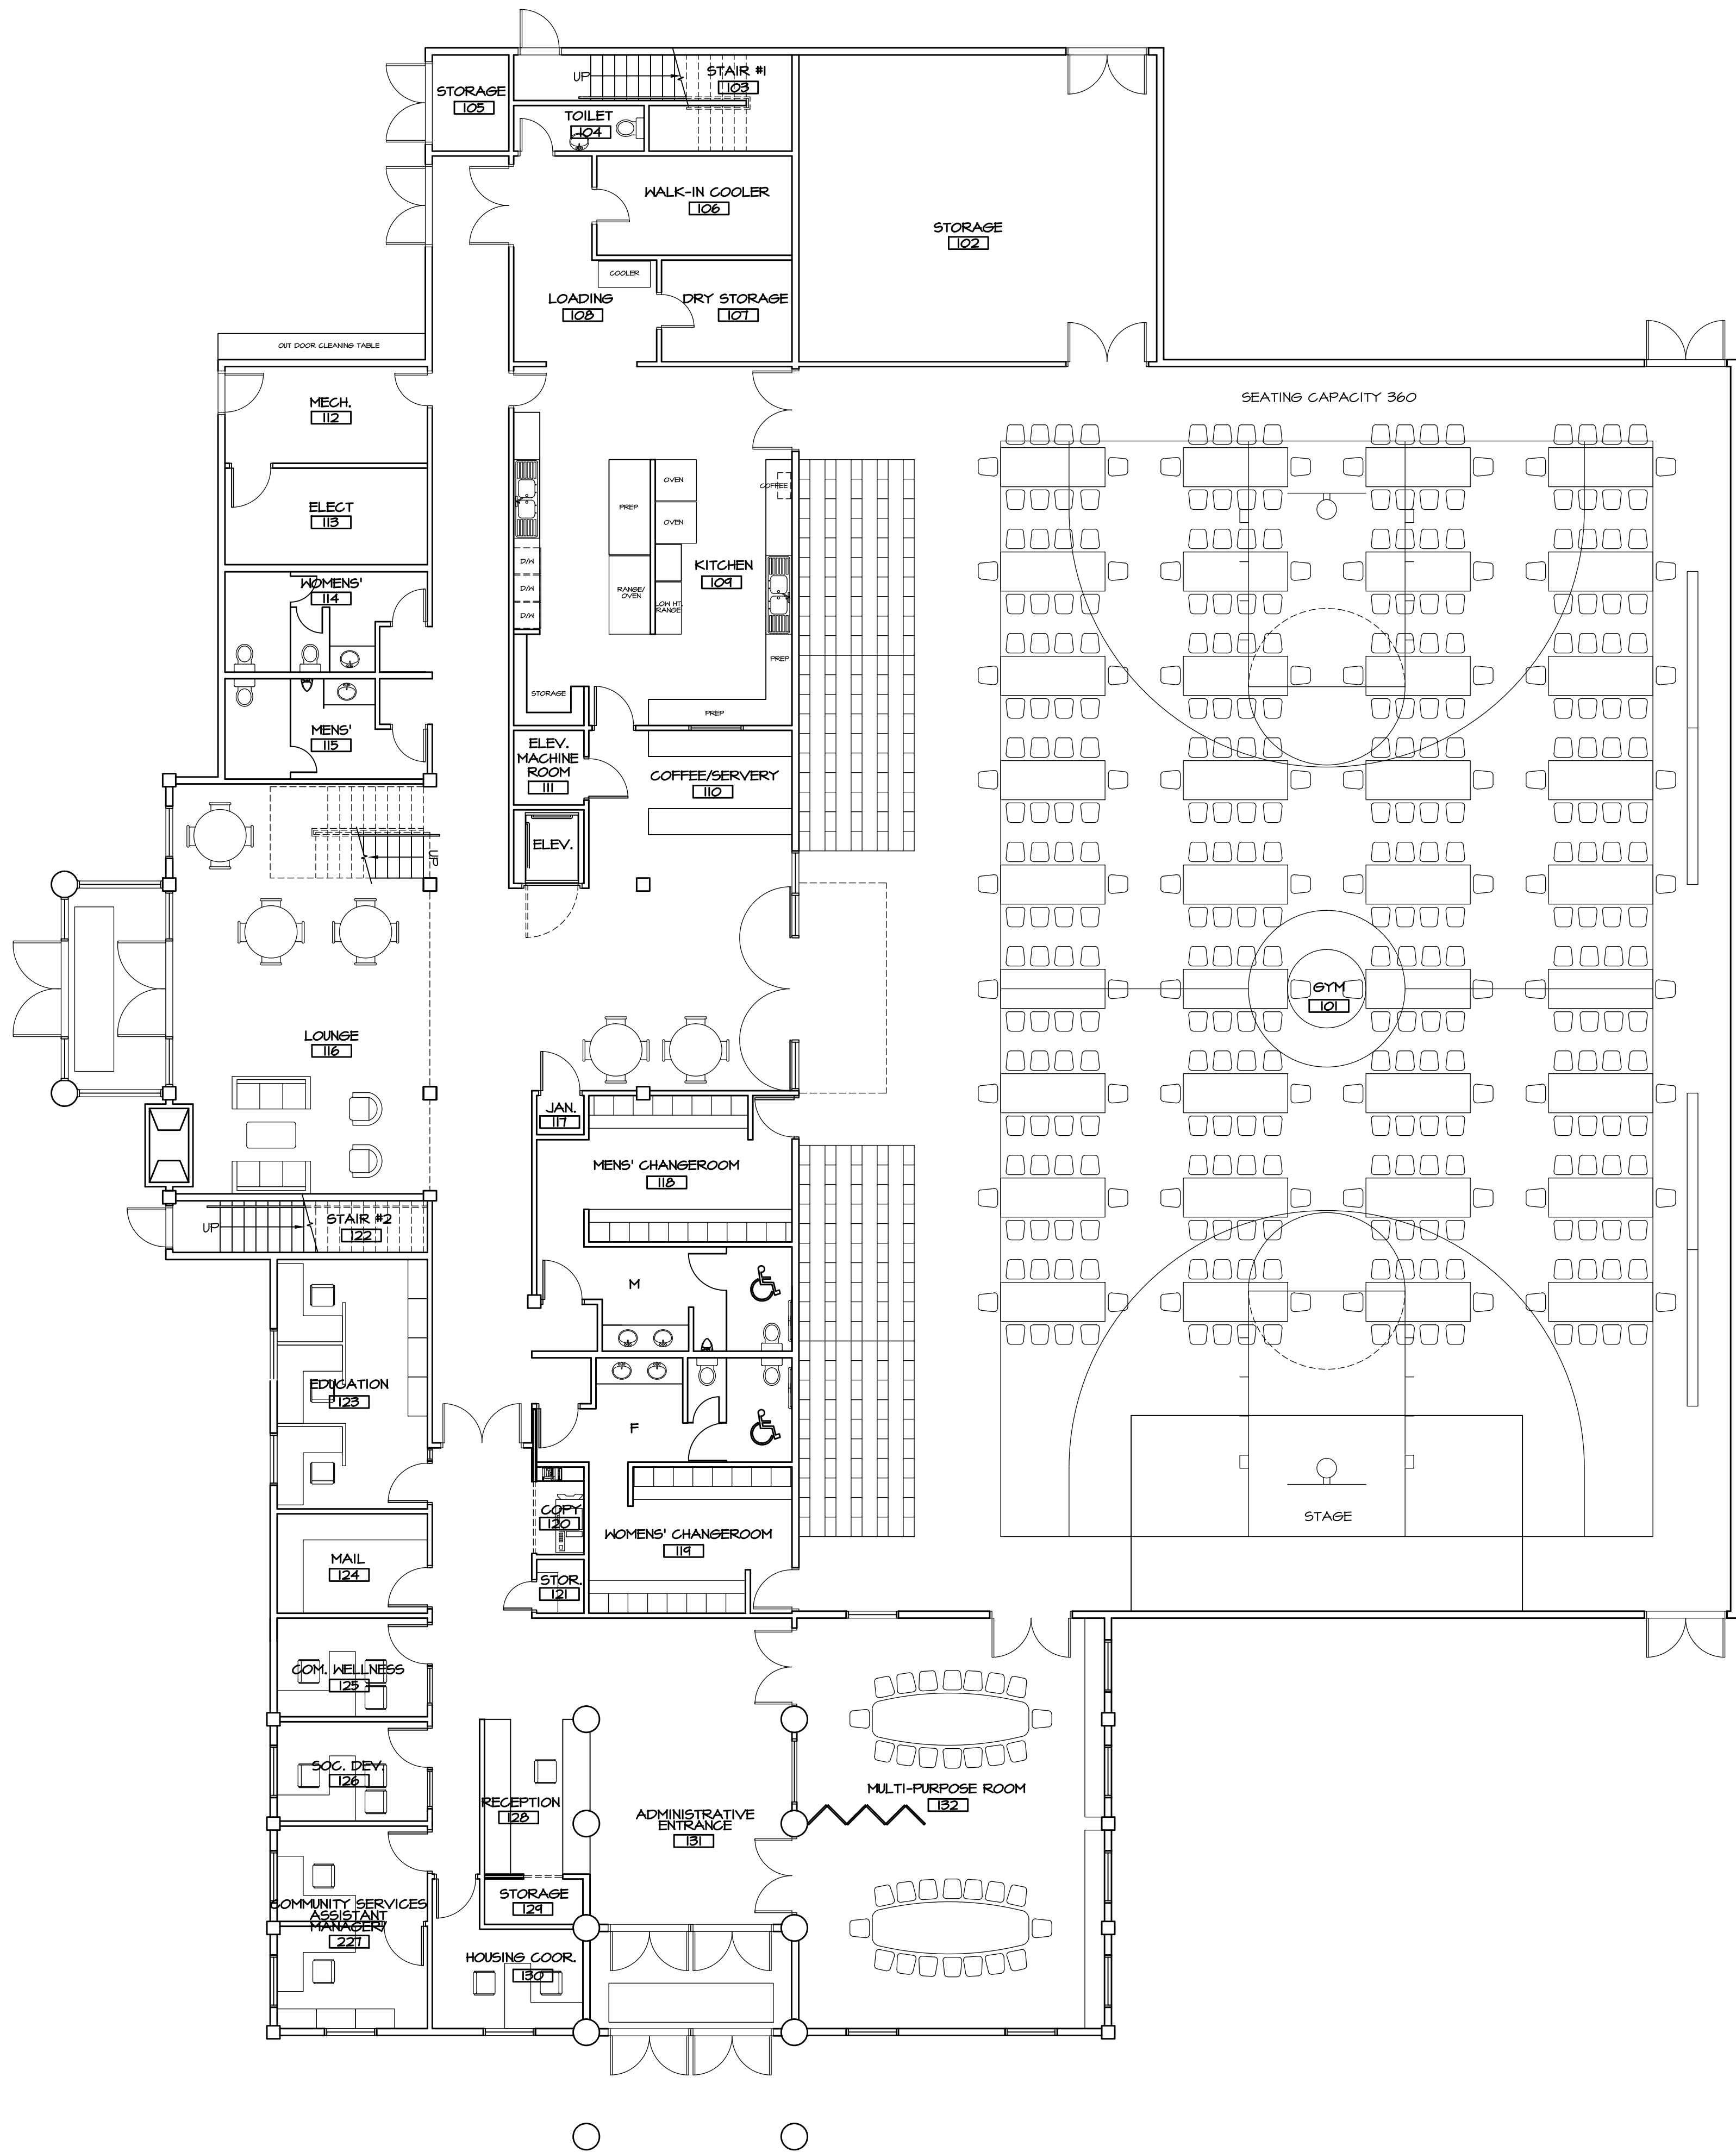 UP
STAIR #1
103
STORAGE
105
TOILET
104
WALK-IN COOLER
106
STORAGE
102
COOLER
LOADING
108
DRY STORAGE
107
OUT DOOR CLEANING TABLE
SEATING CAPACITY 360
MECH.
112
OVEN
COFFEE
PREP
OVEN
ELECT
113
D/W
KITCHEN
109
WOMENS'
114
D/W
RANGE/
OVEN
LOW HT.
RANGE
D/W
PREP
STORAGE
PREP
MENS'
115
ELEV.
MACHINE
ROOM
111
COFFEE/SERVERY
110
ELEV.
UP
GYM
101
LOUNGE
116
JAN.
117
MENS' CHANGEROOM
118
UP
STAIR #2
122
M
EDUCATION
123
F
COPY
120
STAGE
WOMENS' CHANGEROOM
119
MAIL
124
STOR.
121
COM. WELLNESS
125
SOC. DEV.
126
MULTI-PURPOSE ROOM
132
RECEPTION
128
ADMINISTRATIVE
ENTRANCE
131
STORAGE
129
COMMUNITY SERVICES
ASSISTANT
MANAGER/
227
HOUSING COOR.
130